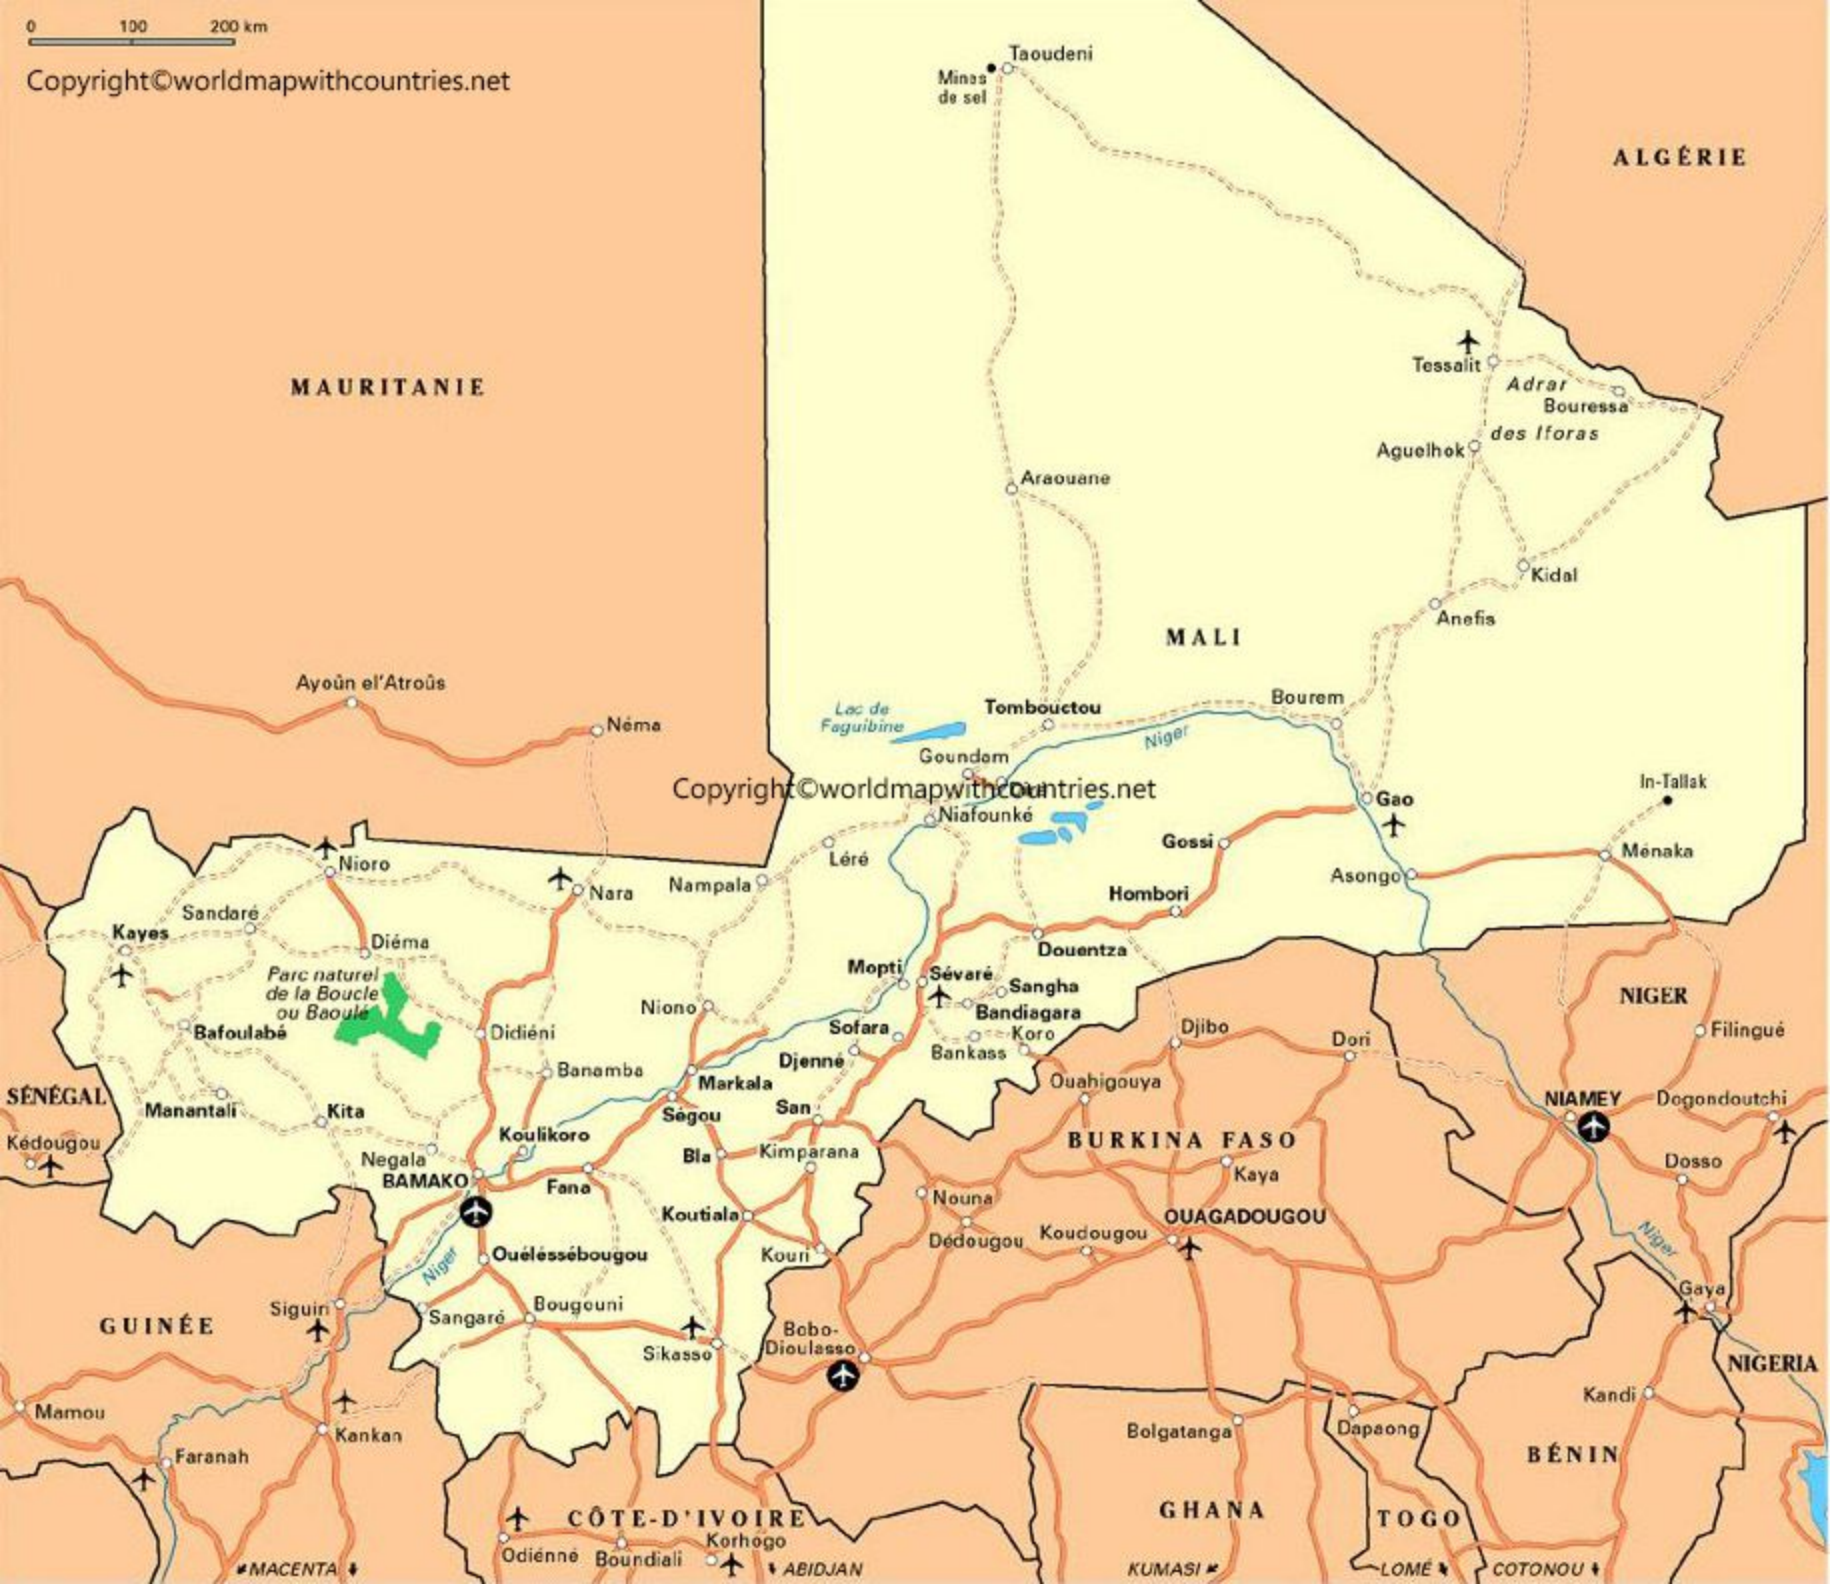 0 100 200 km
Copyright©worldmapwithcountries.net
Taoudeni
Mines
de sel
ALGÉRIE
MAURITANIE
Tessalit
Adrar
Bouressa
des Iforas
Aguelhok
Araouane
Kidal
Anefis
MALI
Ayoûn el'Atroûs
Néma
Lac de
Faguibine
Tombouctou
Bourem
Niger
Goundam
Copyright©worldmapwithcountries.net
In-Tallak
Gao
Niafounké
Gossi
Ménaka
Léré
Asongo
Nioro
Nara
Nampala
Hombori
Sandaré
Kayes
Diéma
Douentza
Parc naturel
de la Boucle
ou Baoulé
Mopti
Sévaré
Sangha
Niono
Bandiagara
NIGER
Bafoulabé
Didiéni
Sofara
Koro
Djibo
Dori
Filingué
Djenné
Bankass
Banamba
Markala
Ouahigouya
SÉNÉGAL
Manantali
Kita
Ségou
San
NIAMEY
Dogondoutchi
Kédougou
Koulikoro
Negala
Bla
Kimparana
BURKINA FASO
Kaya
Dosso
BAMAKO
Fana
Nouna
Koutiala
OUAGADOUGOU
Koudougou
Dédougou
Kouri
Ouéléssébougou
Niger
Niger
Gaya
Siguiri
Sangaré
Bougouni
GUINÉE
Bobo-
Dioulasso
Sikasso
NIGERIA
Kandi
Mamou
Kankan
Bolgatanga
Dapaong
Faranah
BÉNIN
CÔTE-D'IVOIRE
GHANA
TOGO
Odiénné
Boundiali
Korhogo
MACENTA
ABIDJAN
KUMASI
LOMÉ
COTONOU